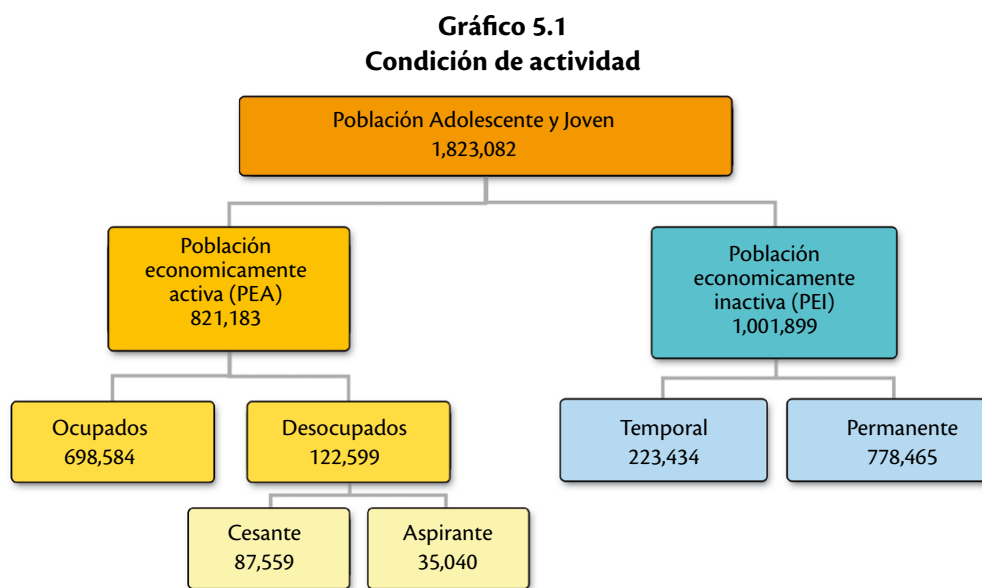 Gráfico 5.1
Condición de actividad
Población Adolescente y Joven
1,823,082
Población
economicamente
activa (PEA)
821,183
Población
economicamente
inactiva (PEI)
1,001,899
Ocupados
698,584
Desocupados
122,599
Temporal
223,434
Permanente
778,465
Cesante
87,559
Aspirante
35,040